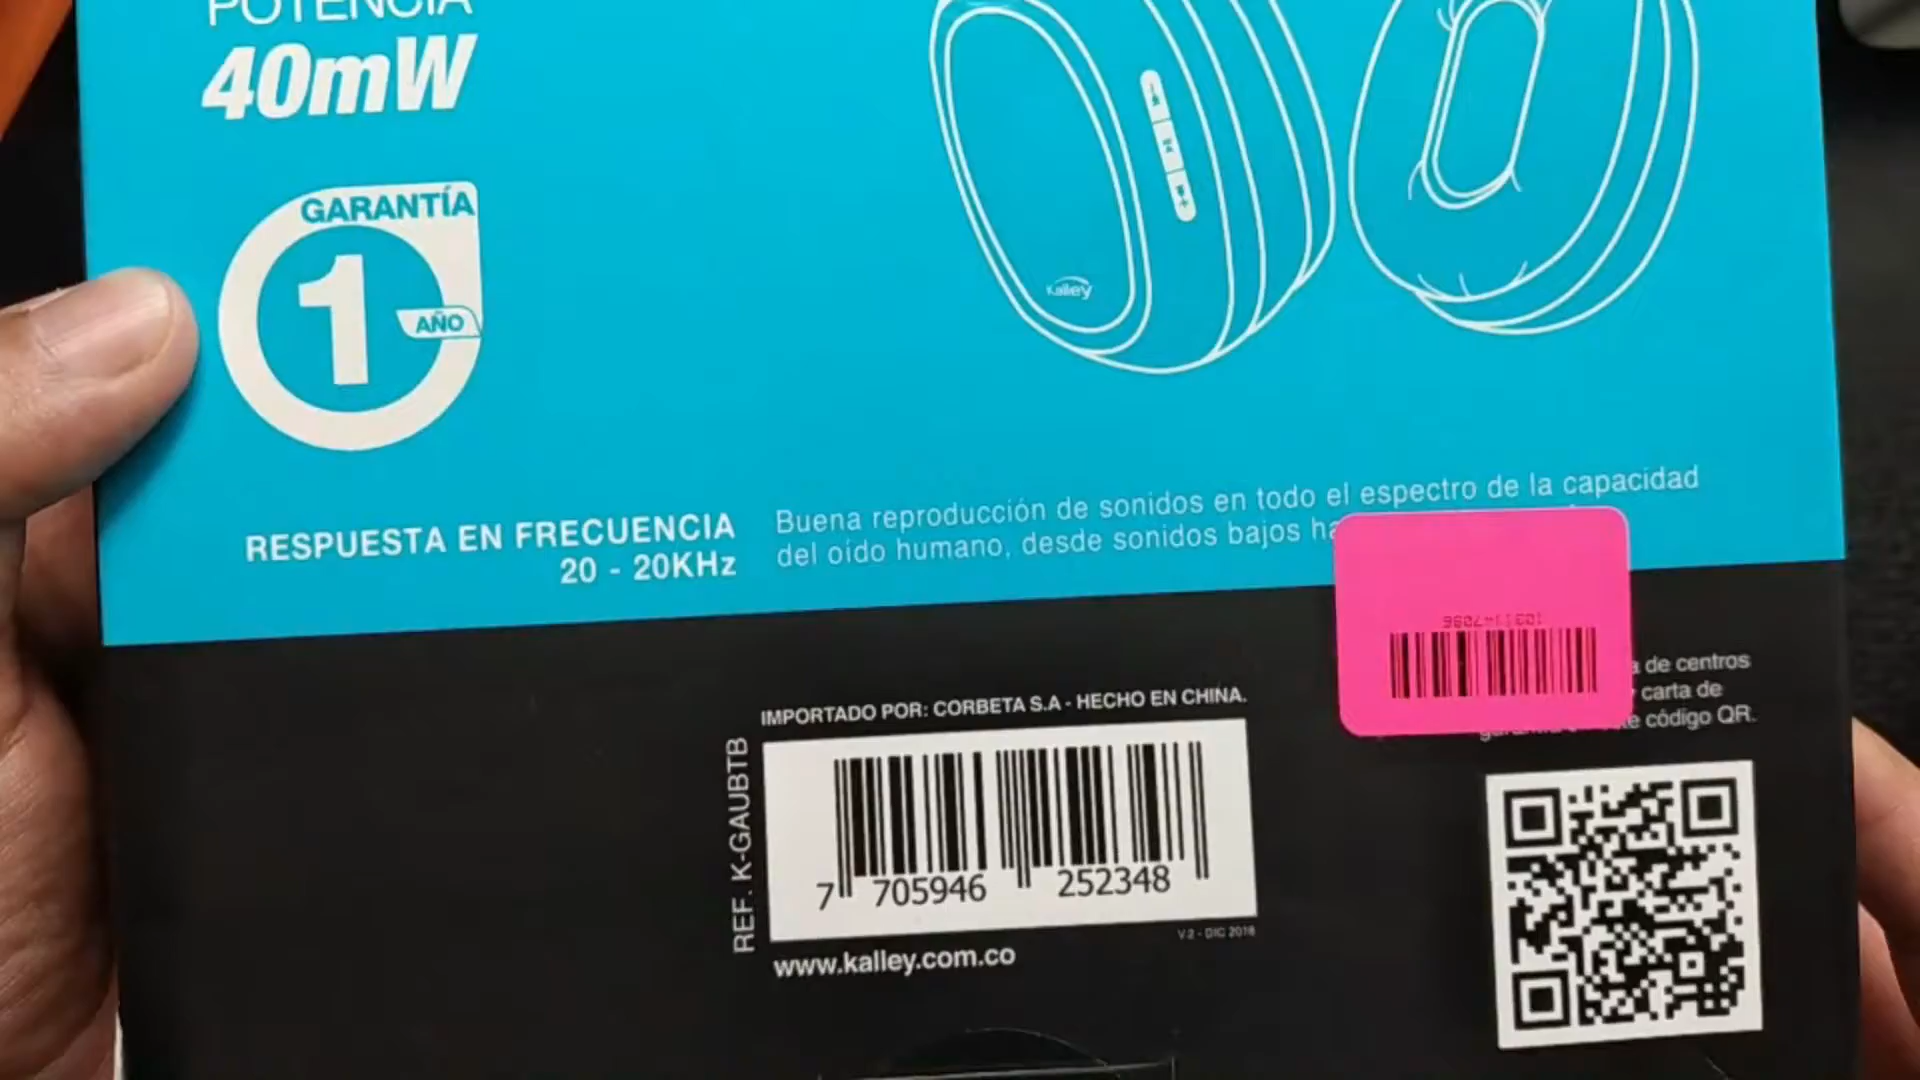 POTENCIA
40mW
GARANTÍA
1
AÑO
Kalley
RESPUESTA EN FRECUENCIA
20 - 20KHz
Buena reproducción de sonidos en todo el espectro de la capacidad
del oído humano, desde sonidos bajos
IMPORTADO POR: CORBETA S.A - HECHO EN CHINA.
REF. K-GAUBTB
7 705946 252348
V.2 - DIC 2018
www.kalley.com.co
de centros
carta de
código QR.